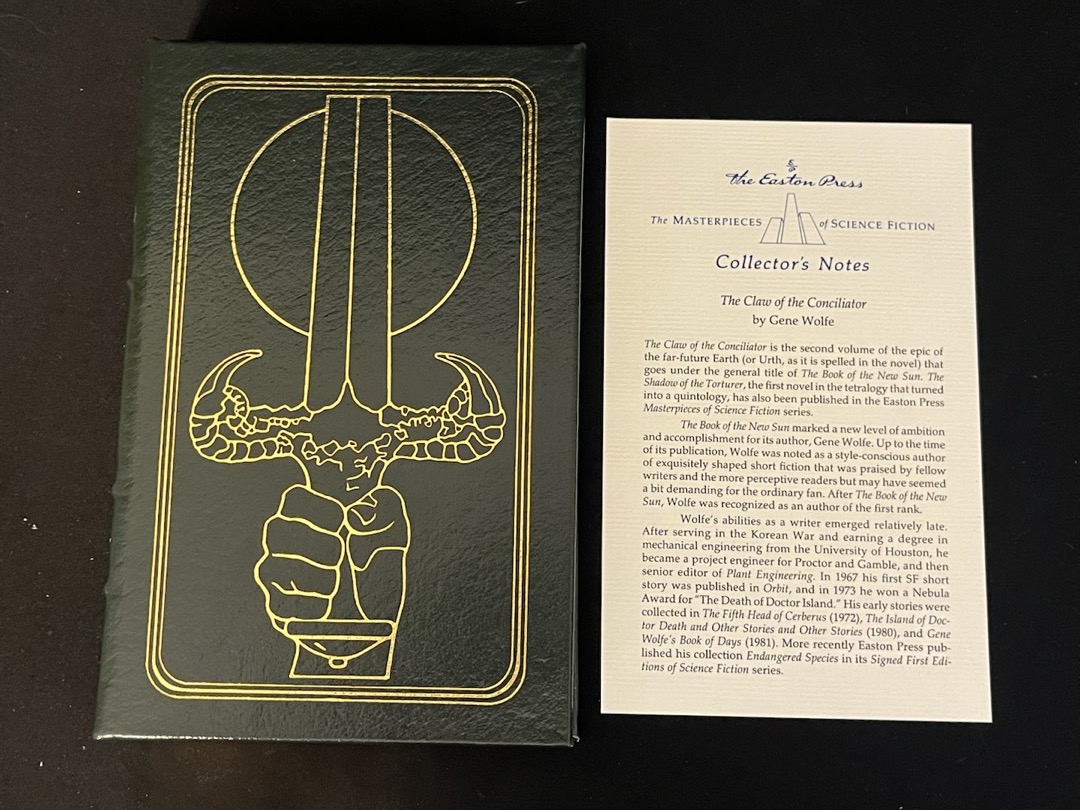 E
P
the Easton Press
The MASTERPIECES of SCIENCE FICTION
Collector's Notes
The Claw of the Conciliator
by Gene Wolfe
The Claw of the Conciliator is the second volume of the epic of
the far-future Earth (or Urth, as it is spelled in the novel) that
goes under the general title of The Book of the New Sun. The
Shadow of the Torturer, the first novel in the tetralogy that turned
into a quintology, has also been published in the Easton Press
Masterpieces of Science Fiction series.
The Book of the New Sun marked a new level of ambition
and accomplishment for its author, Gene Wolfe. Up to the time
of its publication, Wolfe was noted as a style-conscious author
of exquisitely shaped short fiction that was praised by fellow
writers and the more perceptive readers but may have seemed
a bit demanding for the ordinary fan. After The Book of the New
Sun, Wolfe was recognized as an author of the first rank.
Wolfe's abilities as a writer emerged relatively late.
After serving in the Korean War and earning a degree in
mechanical engineering from the University of Houston, he
became a project engineer for Proctor and Gamble, and then
senior editor of Plant Engineering. In 1967 his first SF short
story was published in Orbit, and in 1973 he won a Nebula
Award for "The Death of Doctor Island." His early stories were
collected in The Fifth Head of Cerberus (1972), The Island of Doc-
tor Death and Other Stories and Other Stories (1980), and Gene
Wolfe's Book of Days (1981). More recently Easton Press pub-
lished his collection Endangered Species in its Signed First Edi-
tions of Science Fiction series.